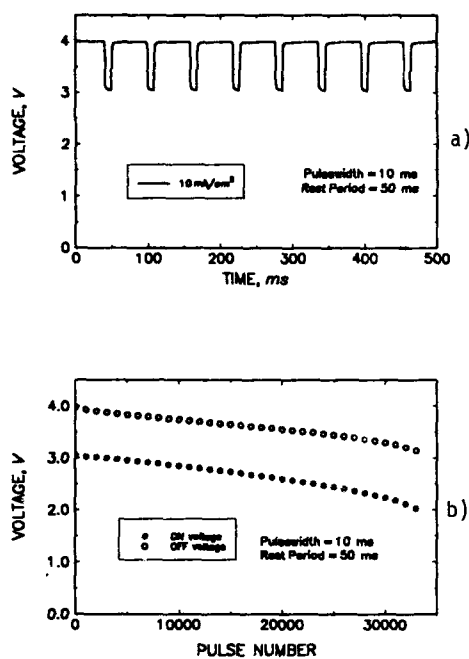 5
4
3
2
1
0
VOLTAGE, V
10 mA/cm²
Pulsewidth = 10 ms
Rest Period = 50 ms
0 100 200 300 400 500
TIME, ms
a)
4.0
3.0
2.0
1.0
0.0
VOLTAGE, V
ON voltage
OFF voltage
Pulsewidth = 10 ms
Rest Period = 50 ms
0 10000 20000 30000
PULSE NUMBER
b)